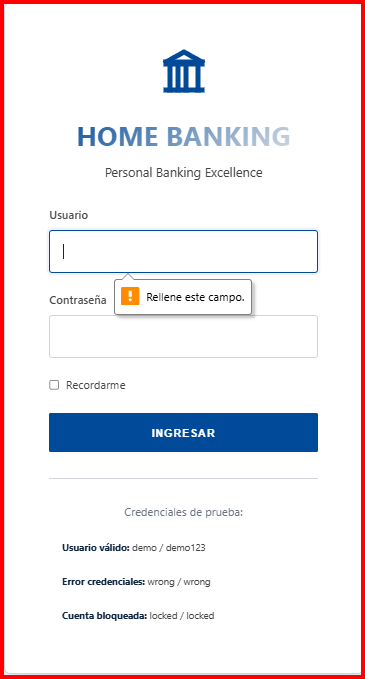 HOME BANKING
Personal Banking Excellence
Usuario
Rellene este campo.
Contraseña
Recordarme
INGRESAR
Credenciales de prueba:
Usuario válido: demo / demo123
Error credenciales: wrong / wrong
Cuenta bloqueada: locked / locked